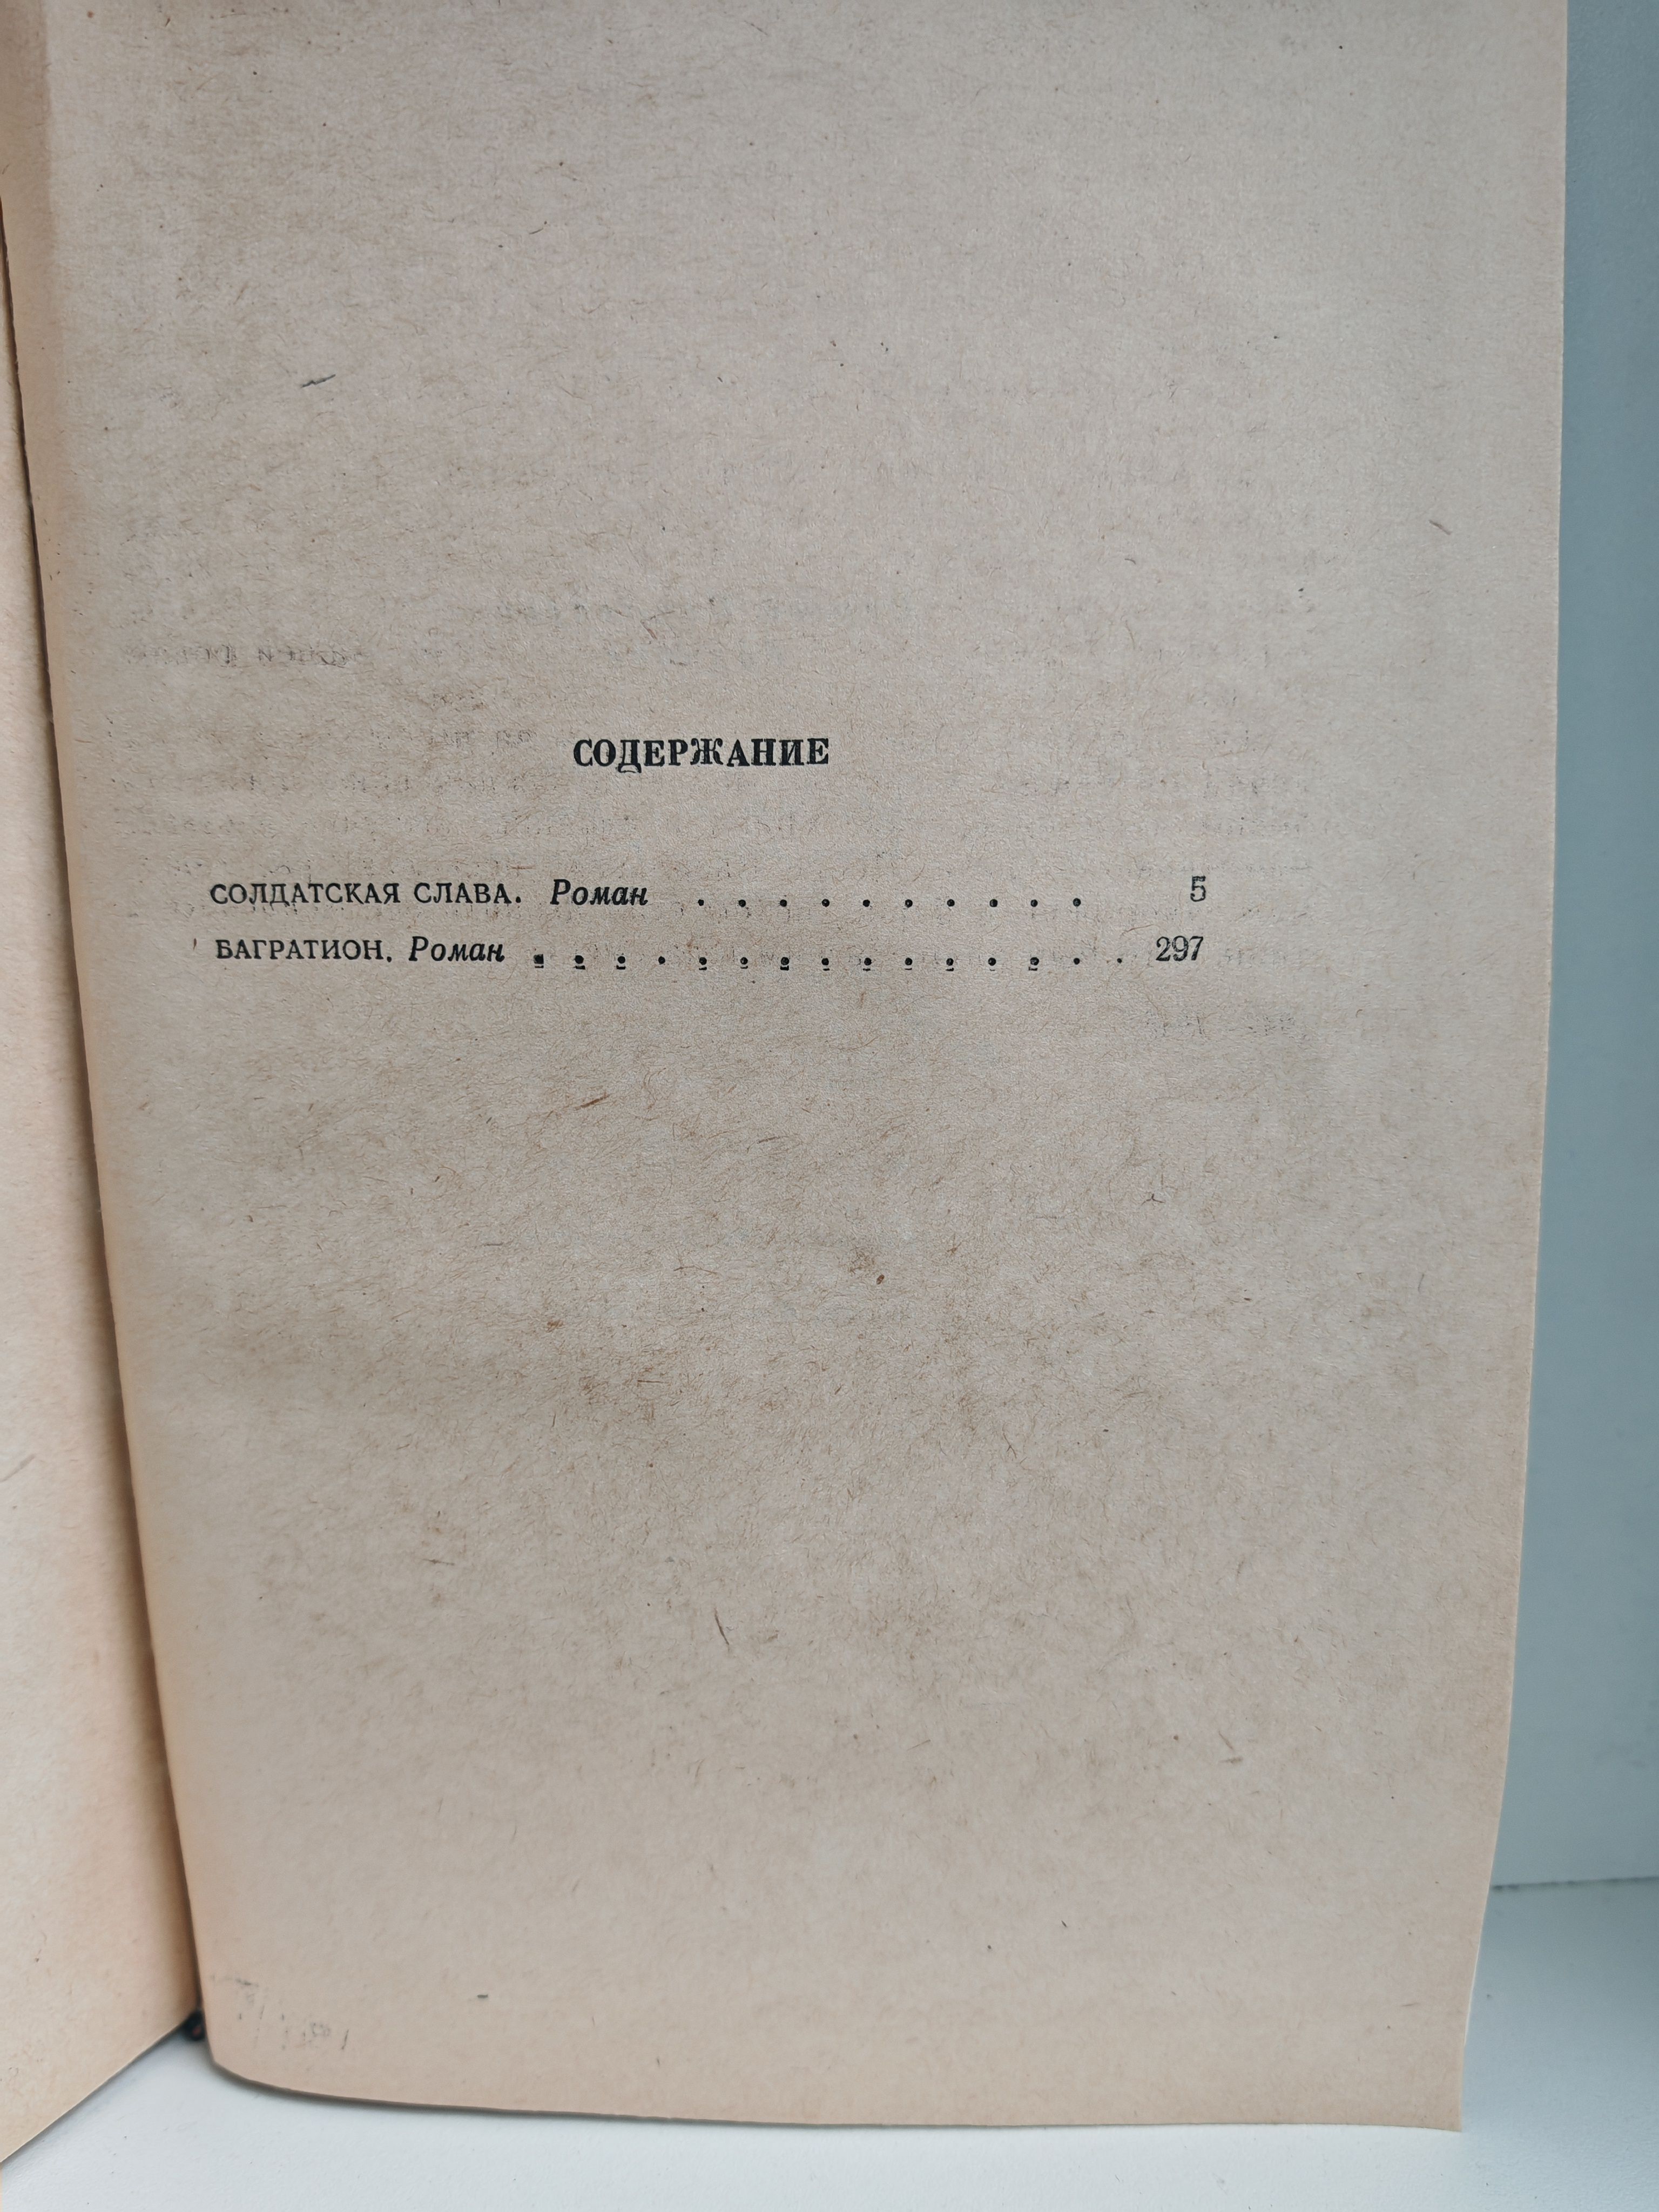 СОДЕРЖАНИЕ
СОЛДАТСКАЯ СЛАВА. Роман . . . . . . . . . . 5
БАГРАТИОН. Роман . . . . . . . . . . . . . . . 297